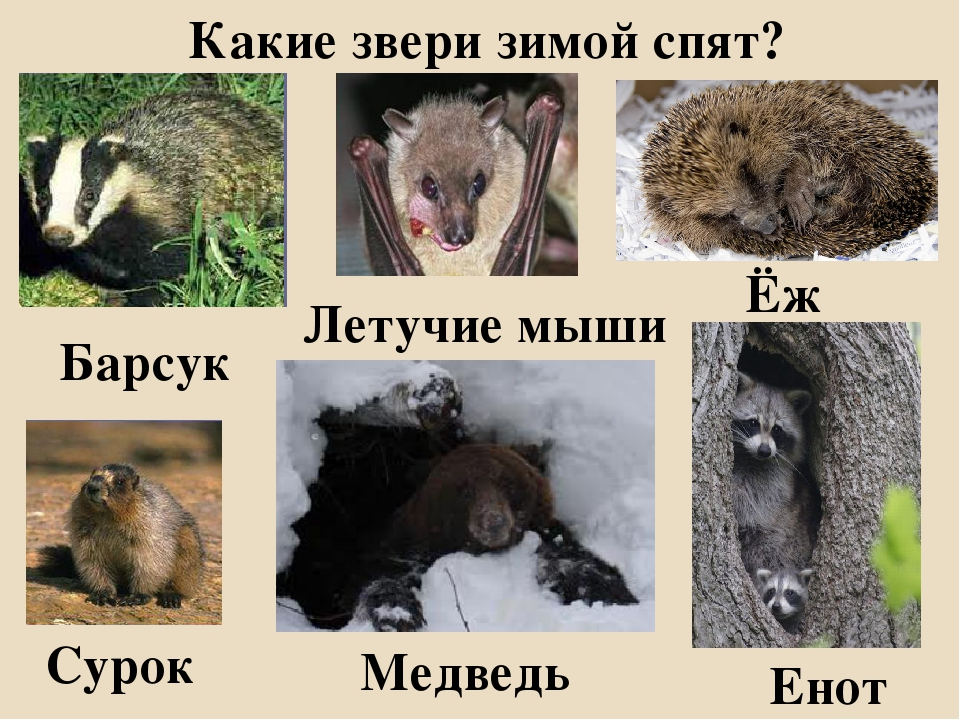 Какие звери зимой спят?
Ёж
Летучие мыши
Барсук
Сурок
Медведь
Енот